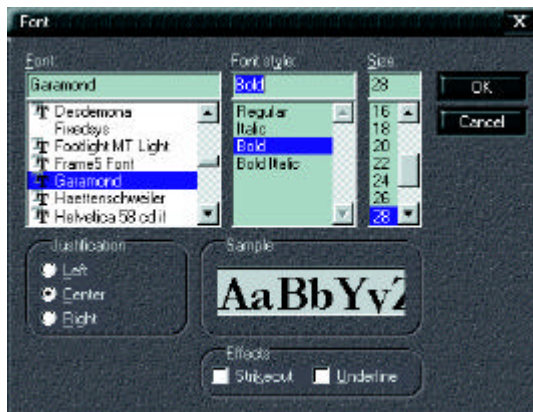 Font
Font:
Garamond
Desdemona
Fixedsys
Footlight MT Light
Frame5 Font
Garamond
Haettenschweiler
Helvetica 58 cd it
Font style:
Bold
Regular
Italic
Bold
Bold Italic
Size:
28
16
18
20
22
24
26
28
OK
Cancel
Justification
Left
Center
Right
Sample
AaBbYyZ
Effects
Strikeout
Underline